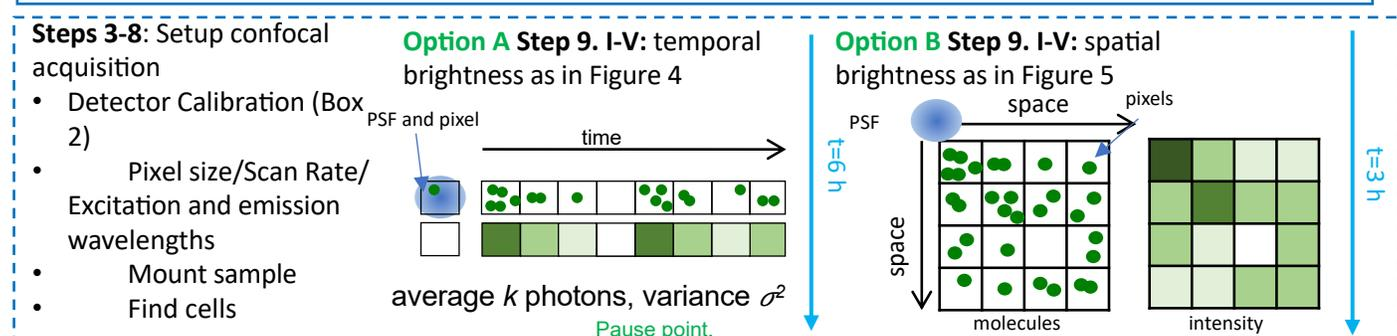 Steps 3-8: Setup confocal
acquisition
• Detector Calibration (Box
2)
• Pixel size/Scan Rate/
Excitation and emission
wavelengths
• Mount sample
• Find cells
Option A Step 9. I-V: temporal
brightness as in Figure 4
PSF and pixel
time
average k photons, variance σ²
Pause point.
t=6 h
Option B Step 9. I-V: spatial
brightness as in Figure 5
PSF
space
pixels
space
molecules
intensity
t=3 h